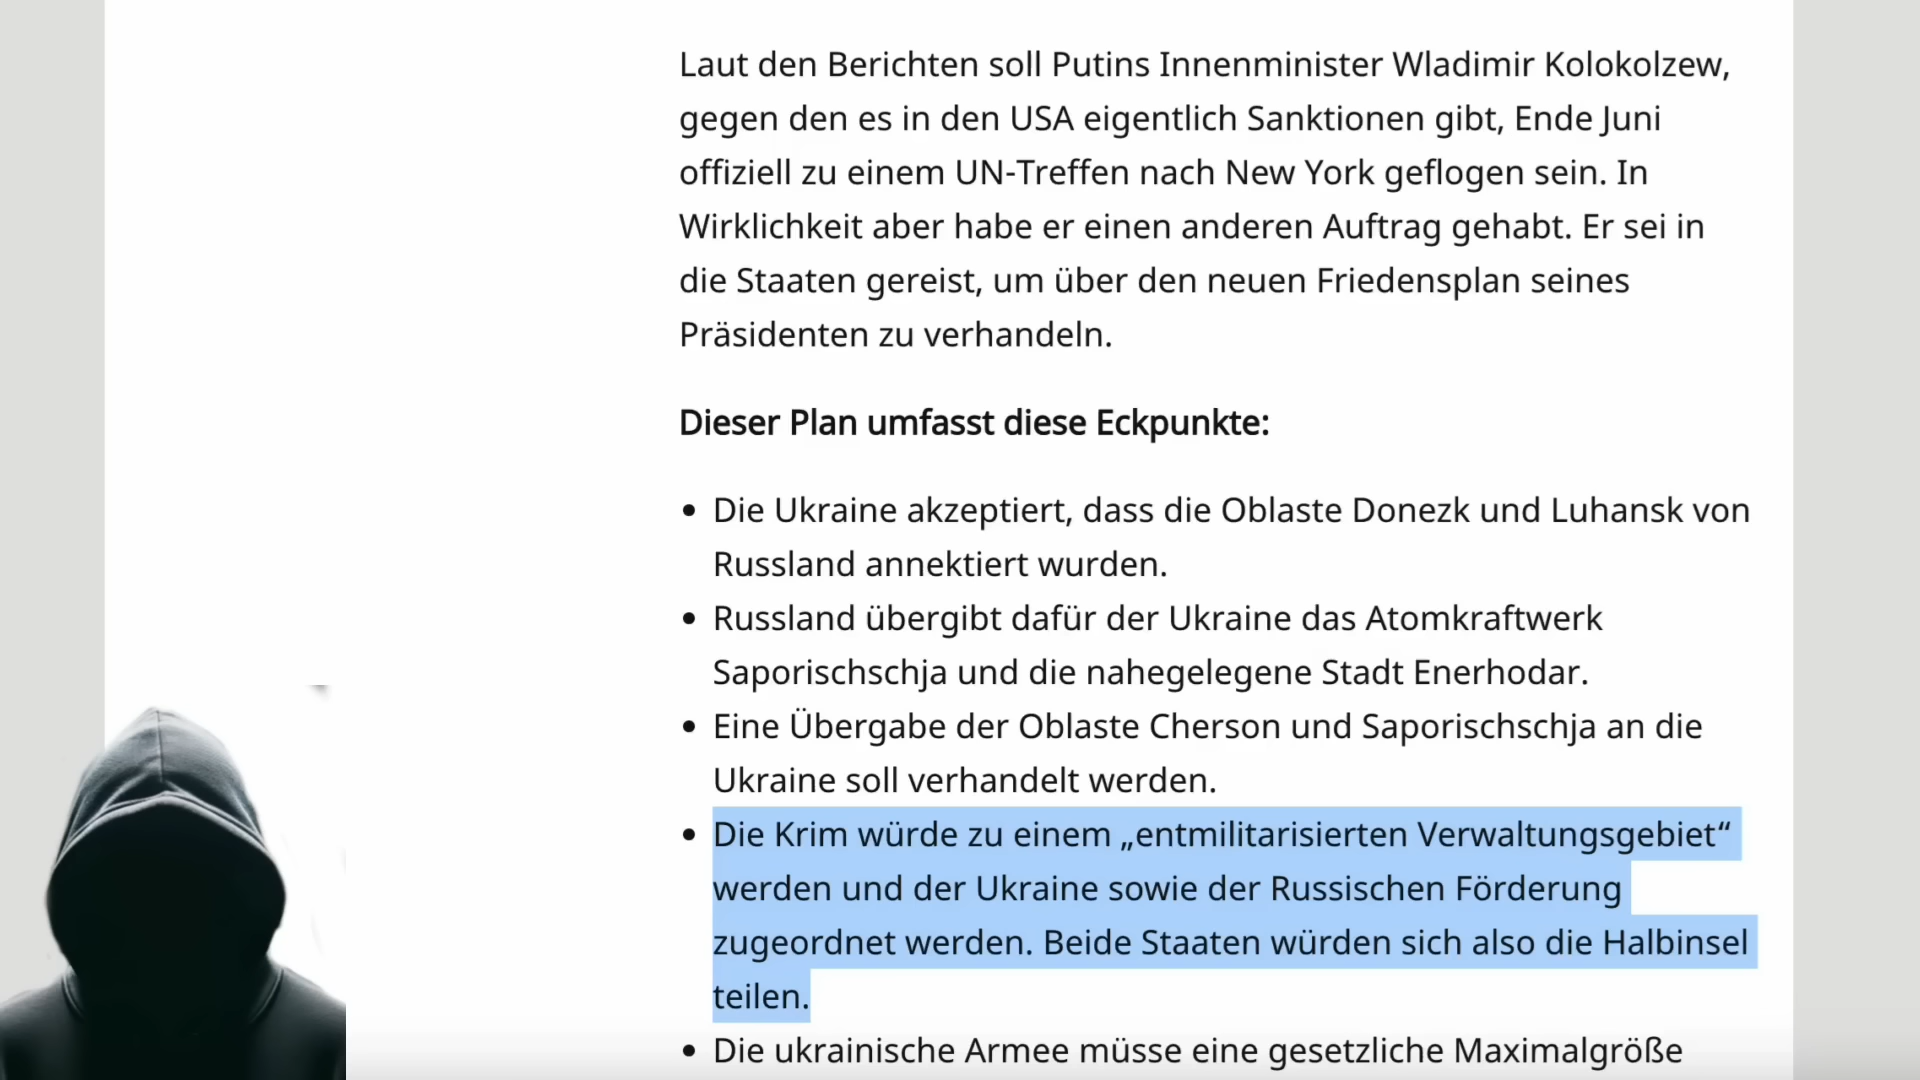 Laut den Berichten soll Putins Innenminister Wladimir Kolokolzew,
gegen den es in den USA eigentlich Sanktionen gibt, Ende Juni
offiziell zu einem UN-Treffen nach New York geflogen sein. In
Wirklichkeit aber habe er einen anderen Auftrag gehabt. Er sei in
die Staaten gereist, um über den neuen Friedensplan seines
Präsidenten zu verhandeln.
Dieser Plan umfasst diese Eckpunkte:
• Die Ukraine akzeptiert, dass die Oblaste Donezk und Luhansk von
Russland annektiert wurden.
• Russland übergibt dafür der Ukraine das Atomkraftwerk
Saporischschja und die nahegelegene Stadt Enerhodar.
• Eine Übergabe der Oblaste Cherson und Saporischschja an die
Ukraine soll verhandelt werden.
• Die Krim würde zu einem „entmilitarisierten Verwaltungsgebiet“
werden und der Ukraine sowie der Russischen Förderung
zugeordnet werden. Beide Staaten würden sich also die Halbinsel
teilen.
• Die ukrainische Armee müsse eine gesetzliche Maximalgröße